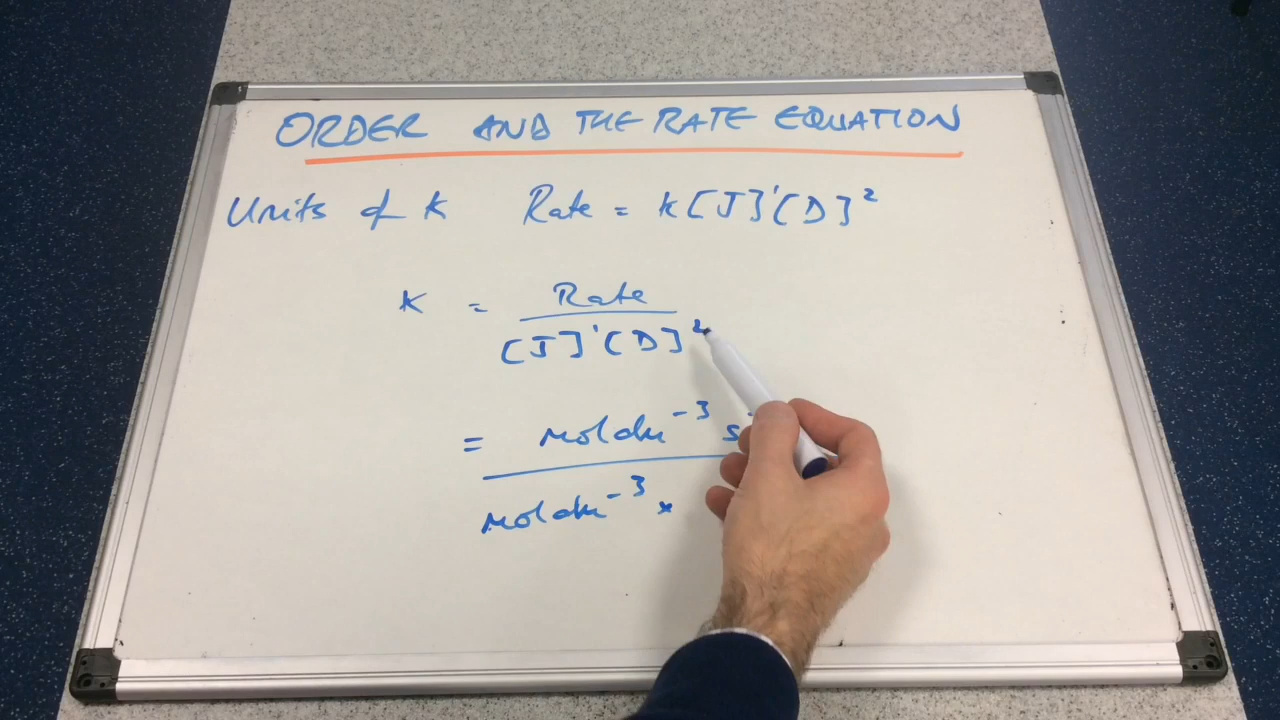 ORDER AND THE RATE EQUATION
Units of K Rate = k[J]¹[D]²
K = Rate
[J]¹[D]²
= moldm⁻³ s⁻
moldm⁻³ ×